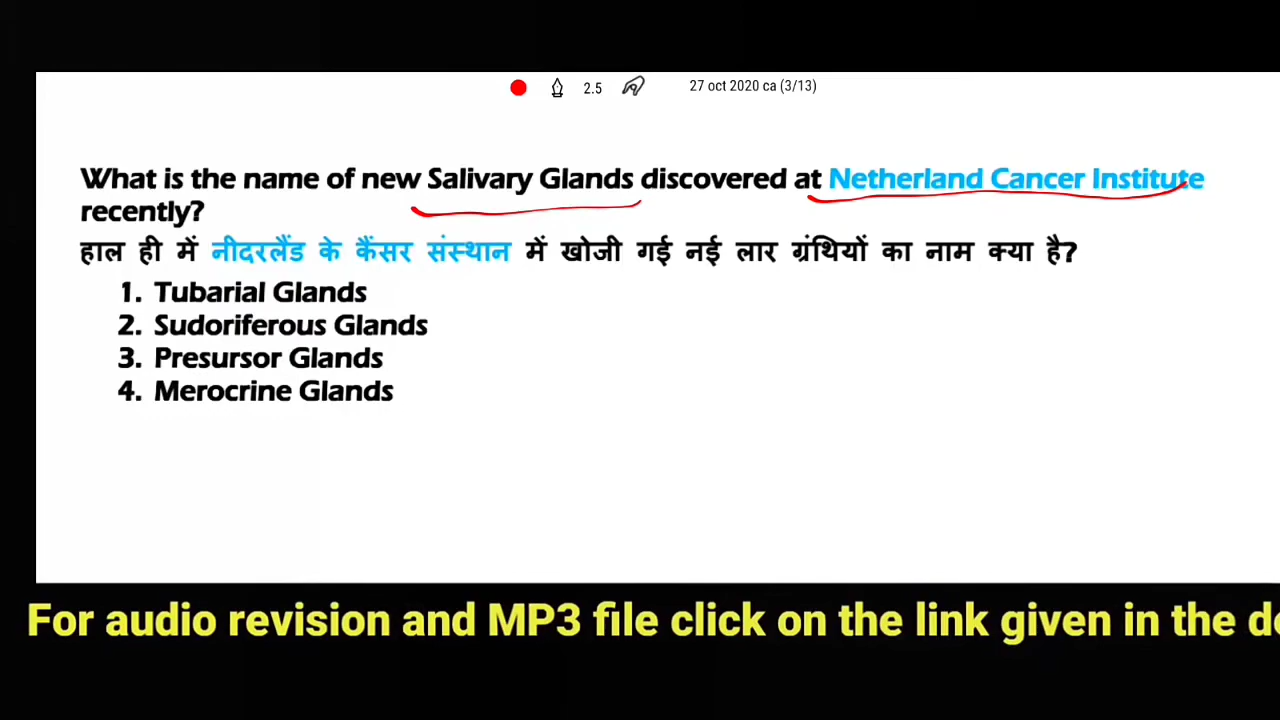 2.5 27 oct 2020 ca (3/13)
What is the name of new Salivary Glands discovered at Netherland Cancer Institute
recently?
हाल ही में नीदरलैंड के कैंसर संस्थान में खोजी गई नई लार ग्रंथियों का नाम क्या है?
1. Tubarial Glands
2. Sudoriferous Glands
3. Presursor Glands
4. Merocrine Glands
For audio revision and MP3 file click on the link given in the de